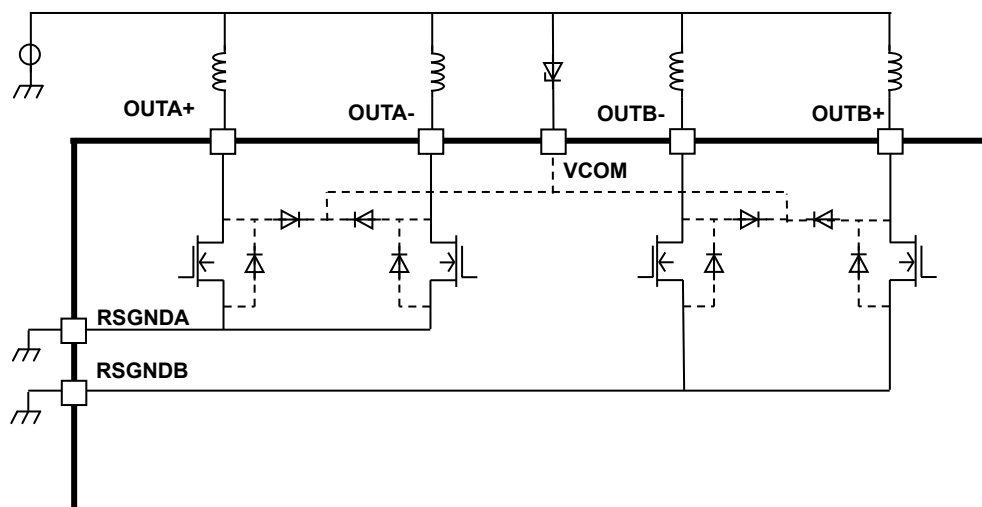 OUTA+
OUTA-
OUTB-
OUTB+
VCOM
RSGNDA
RSGNDB